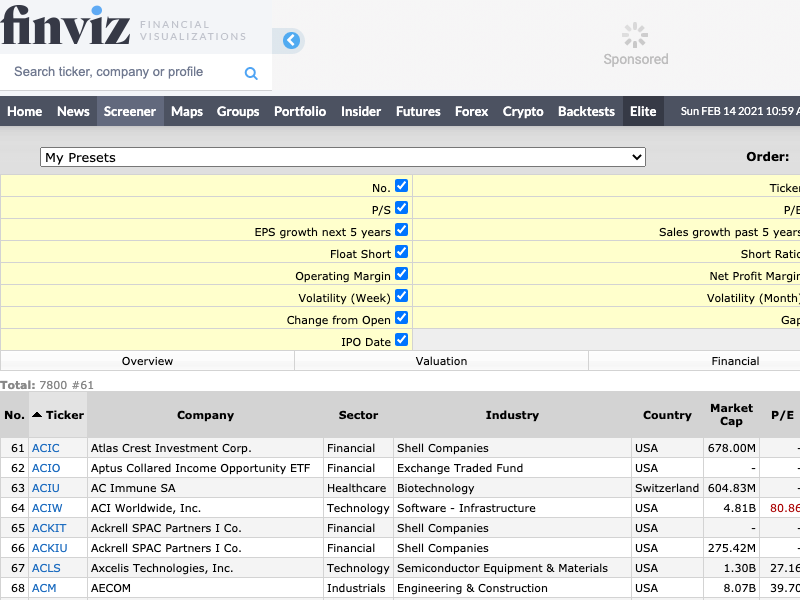 finviz FINANCIAL VISUALIZATIONS
Search ticker, company or profile
Sponsored
Home News Screener Maps Groups Portfolio Insider Futures Forex Crypto Backtests Elite Sun FEB 14 2021 10:59 A
My Presets Order:
No. Ticker
P/S P/E
EPS growth next 5 years Sales growth past 5 years
Float Short Short Ratio
Operating Margin Net Profit Margin
Volatility (Week) Volatility (Month)
Change from Open Gap
IPO Date
Overview Valuation Financial
Total: 7800 #61
No. Ticker Company Sector Industry Country Market Cap P/E
61 ACIC Atlas Crest Investment Corp. Financial Shell Companies USA 678.00M -
62 ACIO Aptus Collared Income Opportunity ETF Financial Exchange Traded Fund USA - -
63 ACIU AC Immune SA Healthcare Biotechnology Switzerland 604.83M -
64 ACIW ACI Worldwide, Inc. Technology Software - Infrastructure USA 4.81B 80.86
65 ACKIT Ackrell SPAC Partners I Co. Financial Shell Companies USA - -
66 ACKIU Ackrell SPAC Partners I Co. Financial Shell Companies USA 275.42M -
67 ACLS Axcelis Technologies, Inc. Technology Semiconductor Equipment & Materials USA 1.30B 27.16
68 ACM AECOM Industrials Engineering & Construction USA 8.07B 39.70